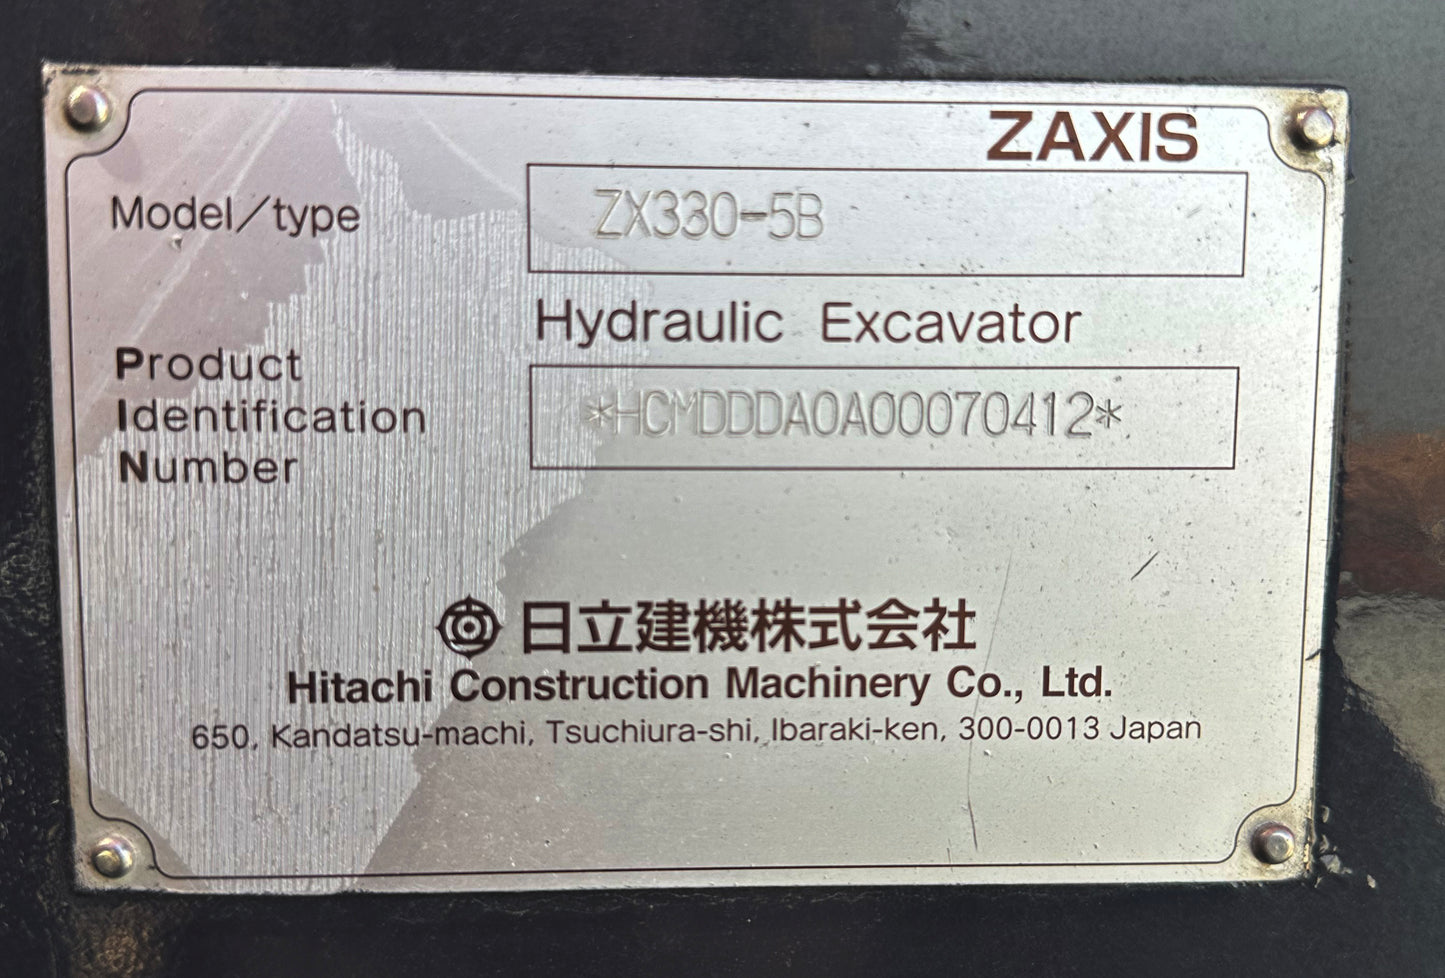 ZAXIS
Model/type ZX330-5B
Hydraulic Excavator
Product
Identification
Number
*HCMDDDA0A00070412*
日立建機株式会社
Hitachi Construction Machinery Co., Ltd.
650, Kandatsu-machi, Tsuchiura-shi, Ibaraki-ken, 300-0013 Japan